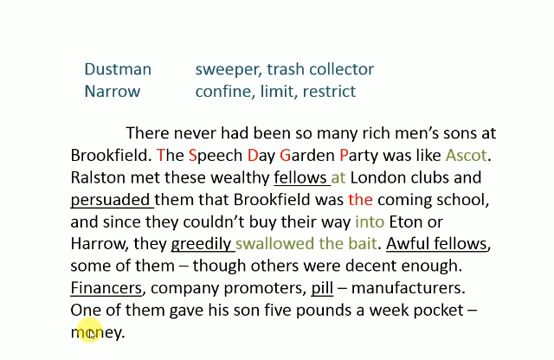 Dustman sweeper, trash collector
Narrow confine, limit, restrict
There never had been so many rich men's sons at
Brookfield. The Speech Day Garden Party was like Ascot.
Ralston met these wealthy fellows at London clubs and
persuaded them that Brookfield was the coming school,
and since they couldn't buy their way into Eton or
Harrow, they greedily swallowed the bait. Awful fellows,
some of them – though others were decent enough.
Financers, company promoters, pill – manufacturers.
One of them gave his son five pounds a week pocket –
money.